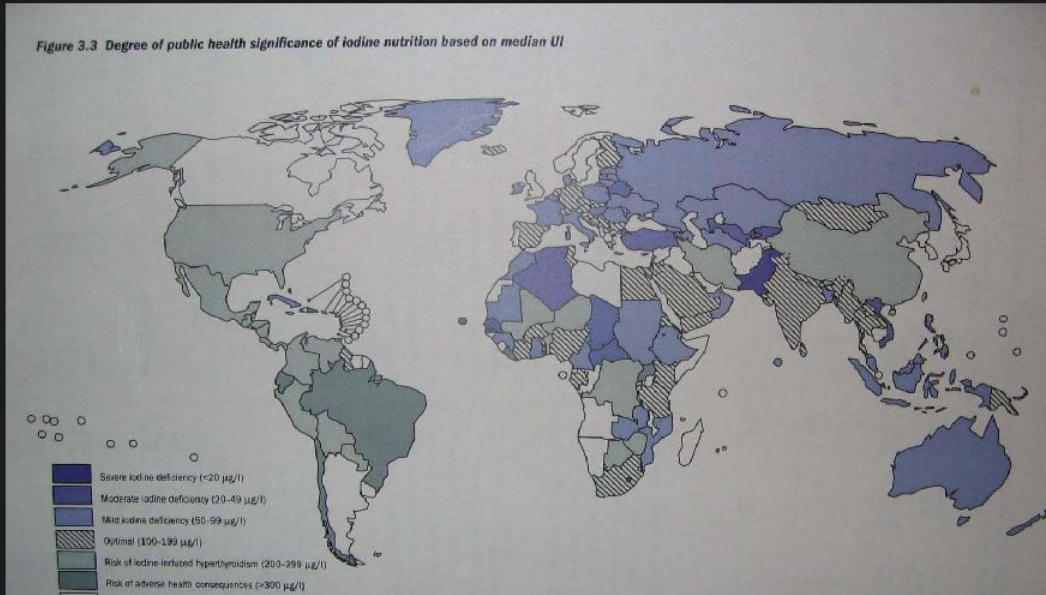 Figure 3.3 Degree of public health significance of iodine nutrition based on median UI
Severe iodine deficiency (<20 µg/l)
Moderate iodine deficiency (20–49 µg/l)
Mild iodine deficiency (50–99 µg/l)
Optimal (100–199 µg/l)
Risk of iodine-induced hyperthyroidism (200–299 µg/l)
Risk of adverse health consequences (>300 µg/l)